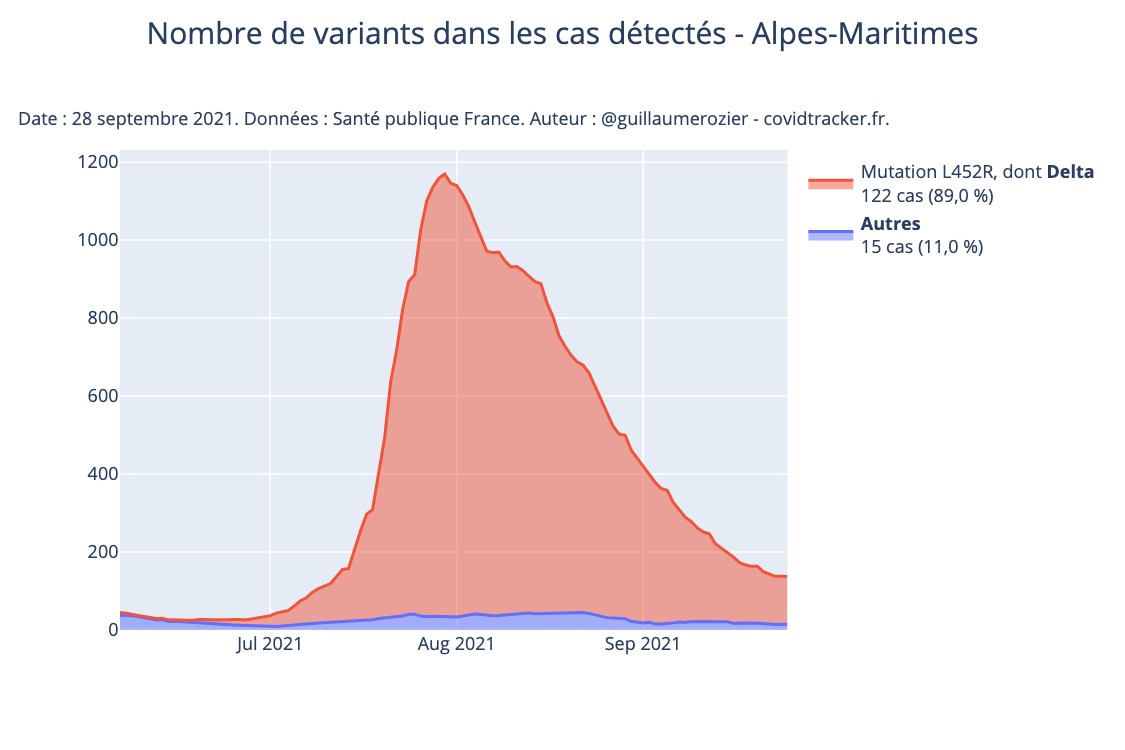 Nombre de variants dans les cas détectés - Alpes-Maritimes
Date : 28 septembre 2021. Données : Santé publique France. Auteur : @guillaumerozier - covidtracker.fr.
1200
1000
800
600
400
200
0
Jul 2021
Aug 2021
Sep 2021
Mutation L452R, dont Delta
122 cas (89,0 %)
Autres
15 cas (11,0 %)